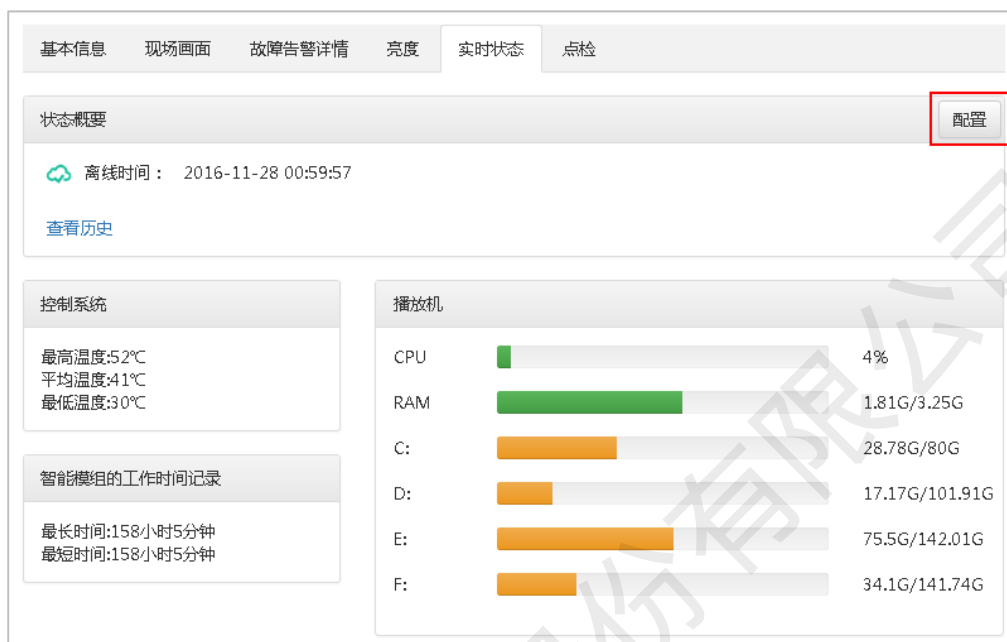 基本信息 现场画面 故障告警详情 亮度 实时状态 点检
状态概要 配置
离线时间： 2016-11-28 00:59:57
查看历史
控制系统
最高温度:52℃
平均温度:41℃
最低温度:30℃
智能模组的工作时间记录
最长时间:158小时5分钟
最短时间:158小时5分钟
播放机
CPU 4%
RAM 1.81G/3.25G
C: 28.78G/80G
D: 17.17G/101.91G
E: 75.5G/142.01G
F: 34.1G/141.74G
份有限公司